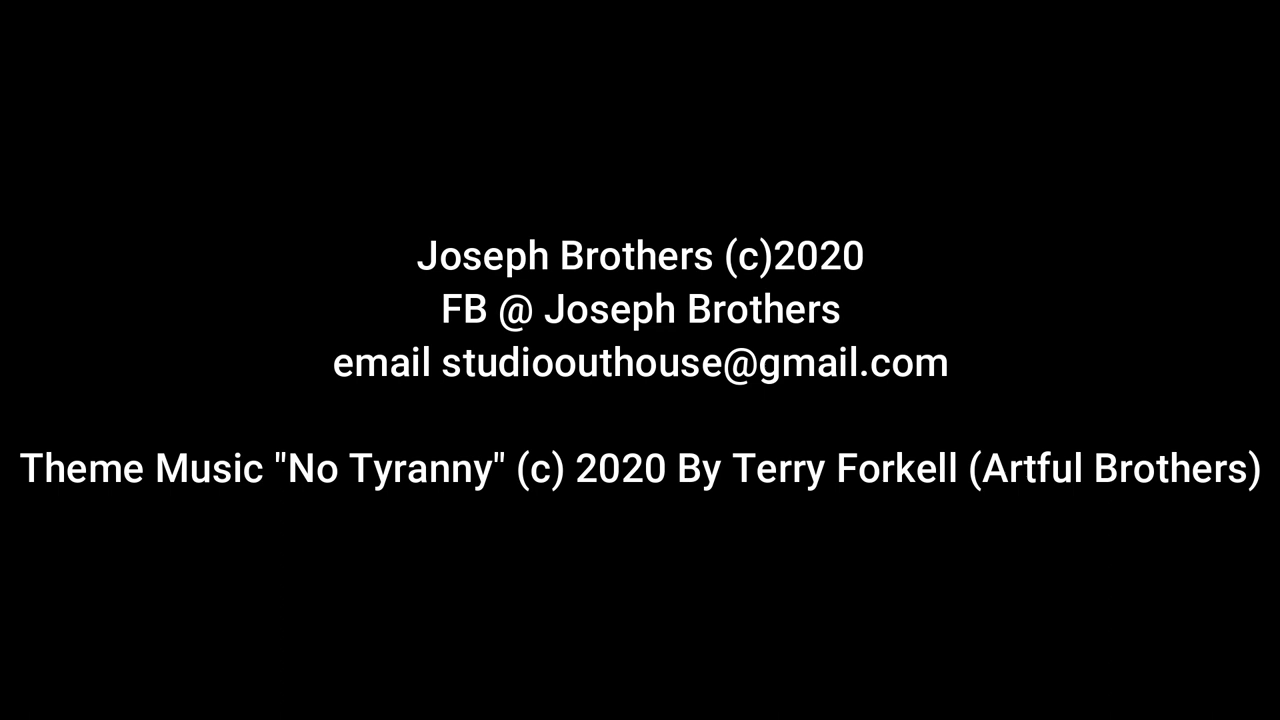 Joseph Brothers (c)2020
FB @ Joseph Brothers
email studioouthouse@gmail.com
Theme Music "No Tyranny" (c) 2020 By Terry Forkell (Artful Brothers)